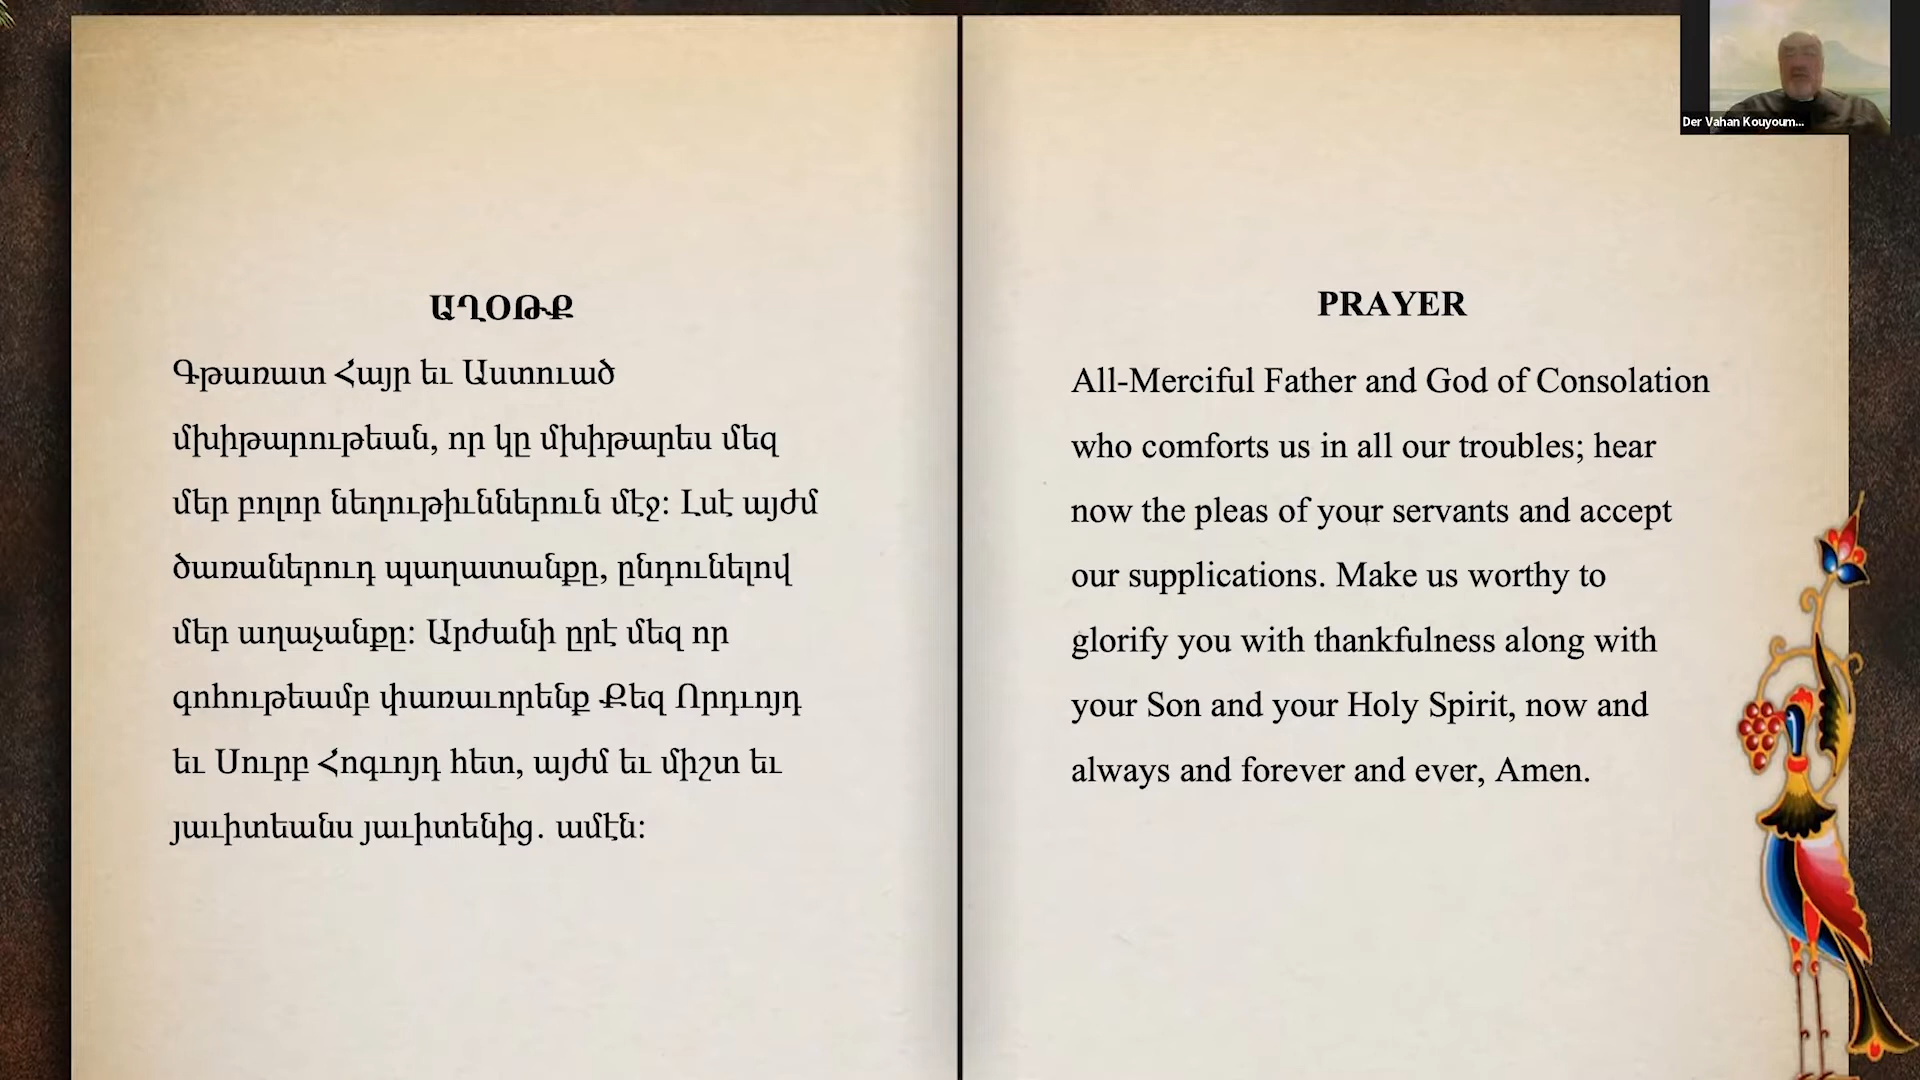 ԱՂՕԹՔ
Գթառատ Հայր եւ Աստուած
մխիթարութեան, որ կը մխիթարես մեզ
մեր բոլոր նեղութիւններուն մէջ: Լսէ այժմ
ծառաներուդ պաղատանքը, ընդունելով
մեր աղաչանքը: Արժանի ըրէ մեզ որ
գոհութեամբ փառաւորենք Քեզ Որդւոյդ
եւ Սուրբ Հոգւոյդ հետ, այժմ եւ միշտ եւ
յաւիտեանս յաւիտենից. ամէն:
PRAYER
All-Merciful Father and God of Consolation
who comforts us in all our troubles; hear
now the pleas of your servants and accept
our supplications. Make us worthy to
glorify you with thankfulness along with
your Son and your Holy Spirit, now and
always and forever and ever, Amen.
Der Vahan Kouyoum...